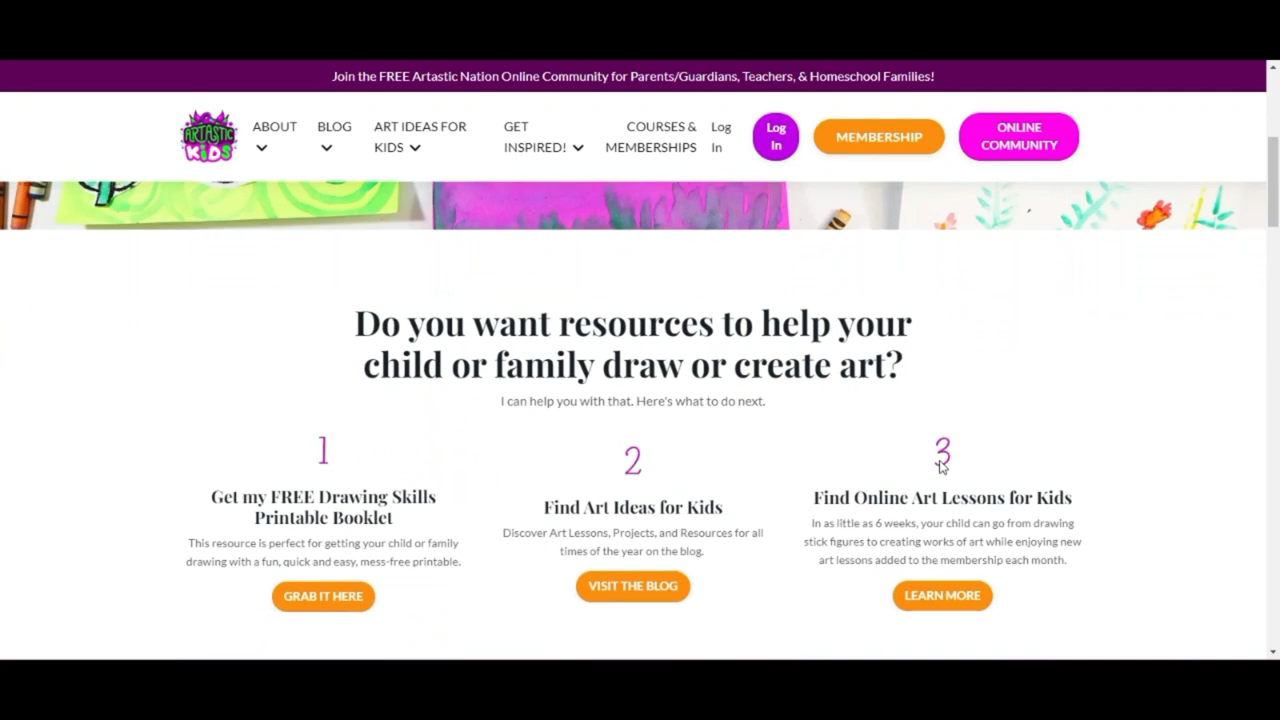 Join the FREE Artastic Nation Online Community for Parents/Guardians, Teachers, & Homeschool Families!
ARTASTIC
KiDS
ABOUT
BLOG
ART IDEAS FOR
KIDS
GET
INSPIRED!
COURSES &
MEMBERSHIPS
Log
In
Log
In
MEMBERSHIP
ONLINE
COMMUNITY
Do you want resources to help your
child or family draw or create art?
I can help you with that. Here's what to do next.
1
Get my FREE Drawing Skills
Printable Booklet
This resource is perfect for getting your child or family
drawing with a fun, quick and easy, mess-free printable.
GRAB IT HERE
2
Find Art Ideas for Kids
Discover Art Lessons, Projects, and Resources for all
times of the year on the blog.
VISIT THE BLOG
3
Find Online Art Lessons for Kids
In as little as 6 weeks, your child can go from drawing
stick figures to creating works of art while enjoying new
art lessons added to the membership each month.
LEARN MORE